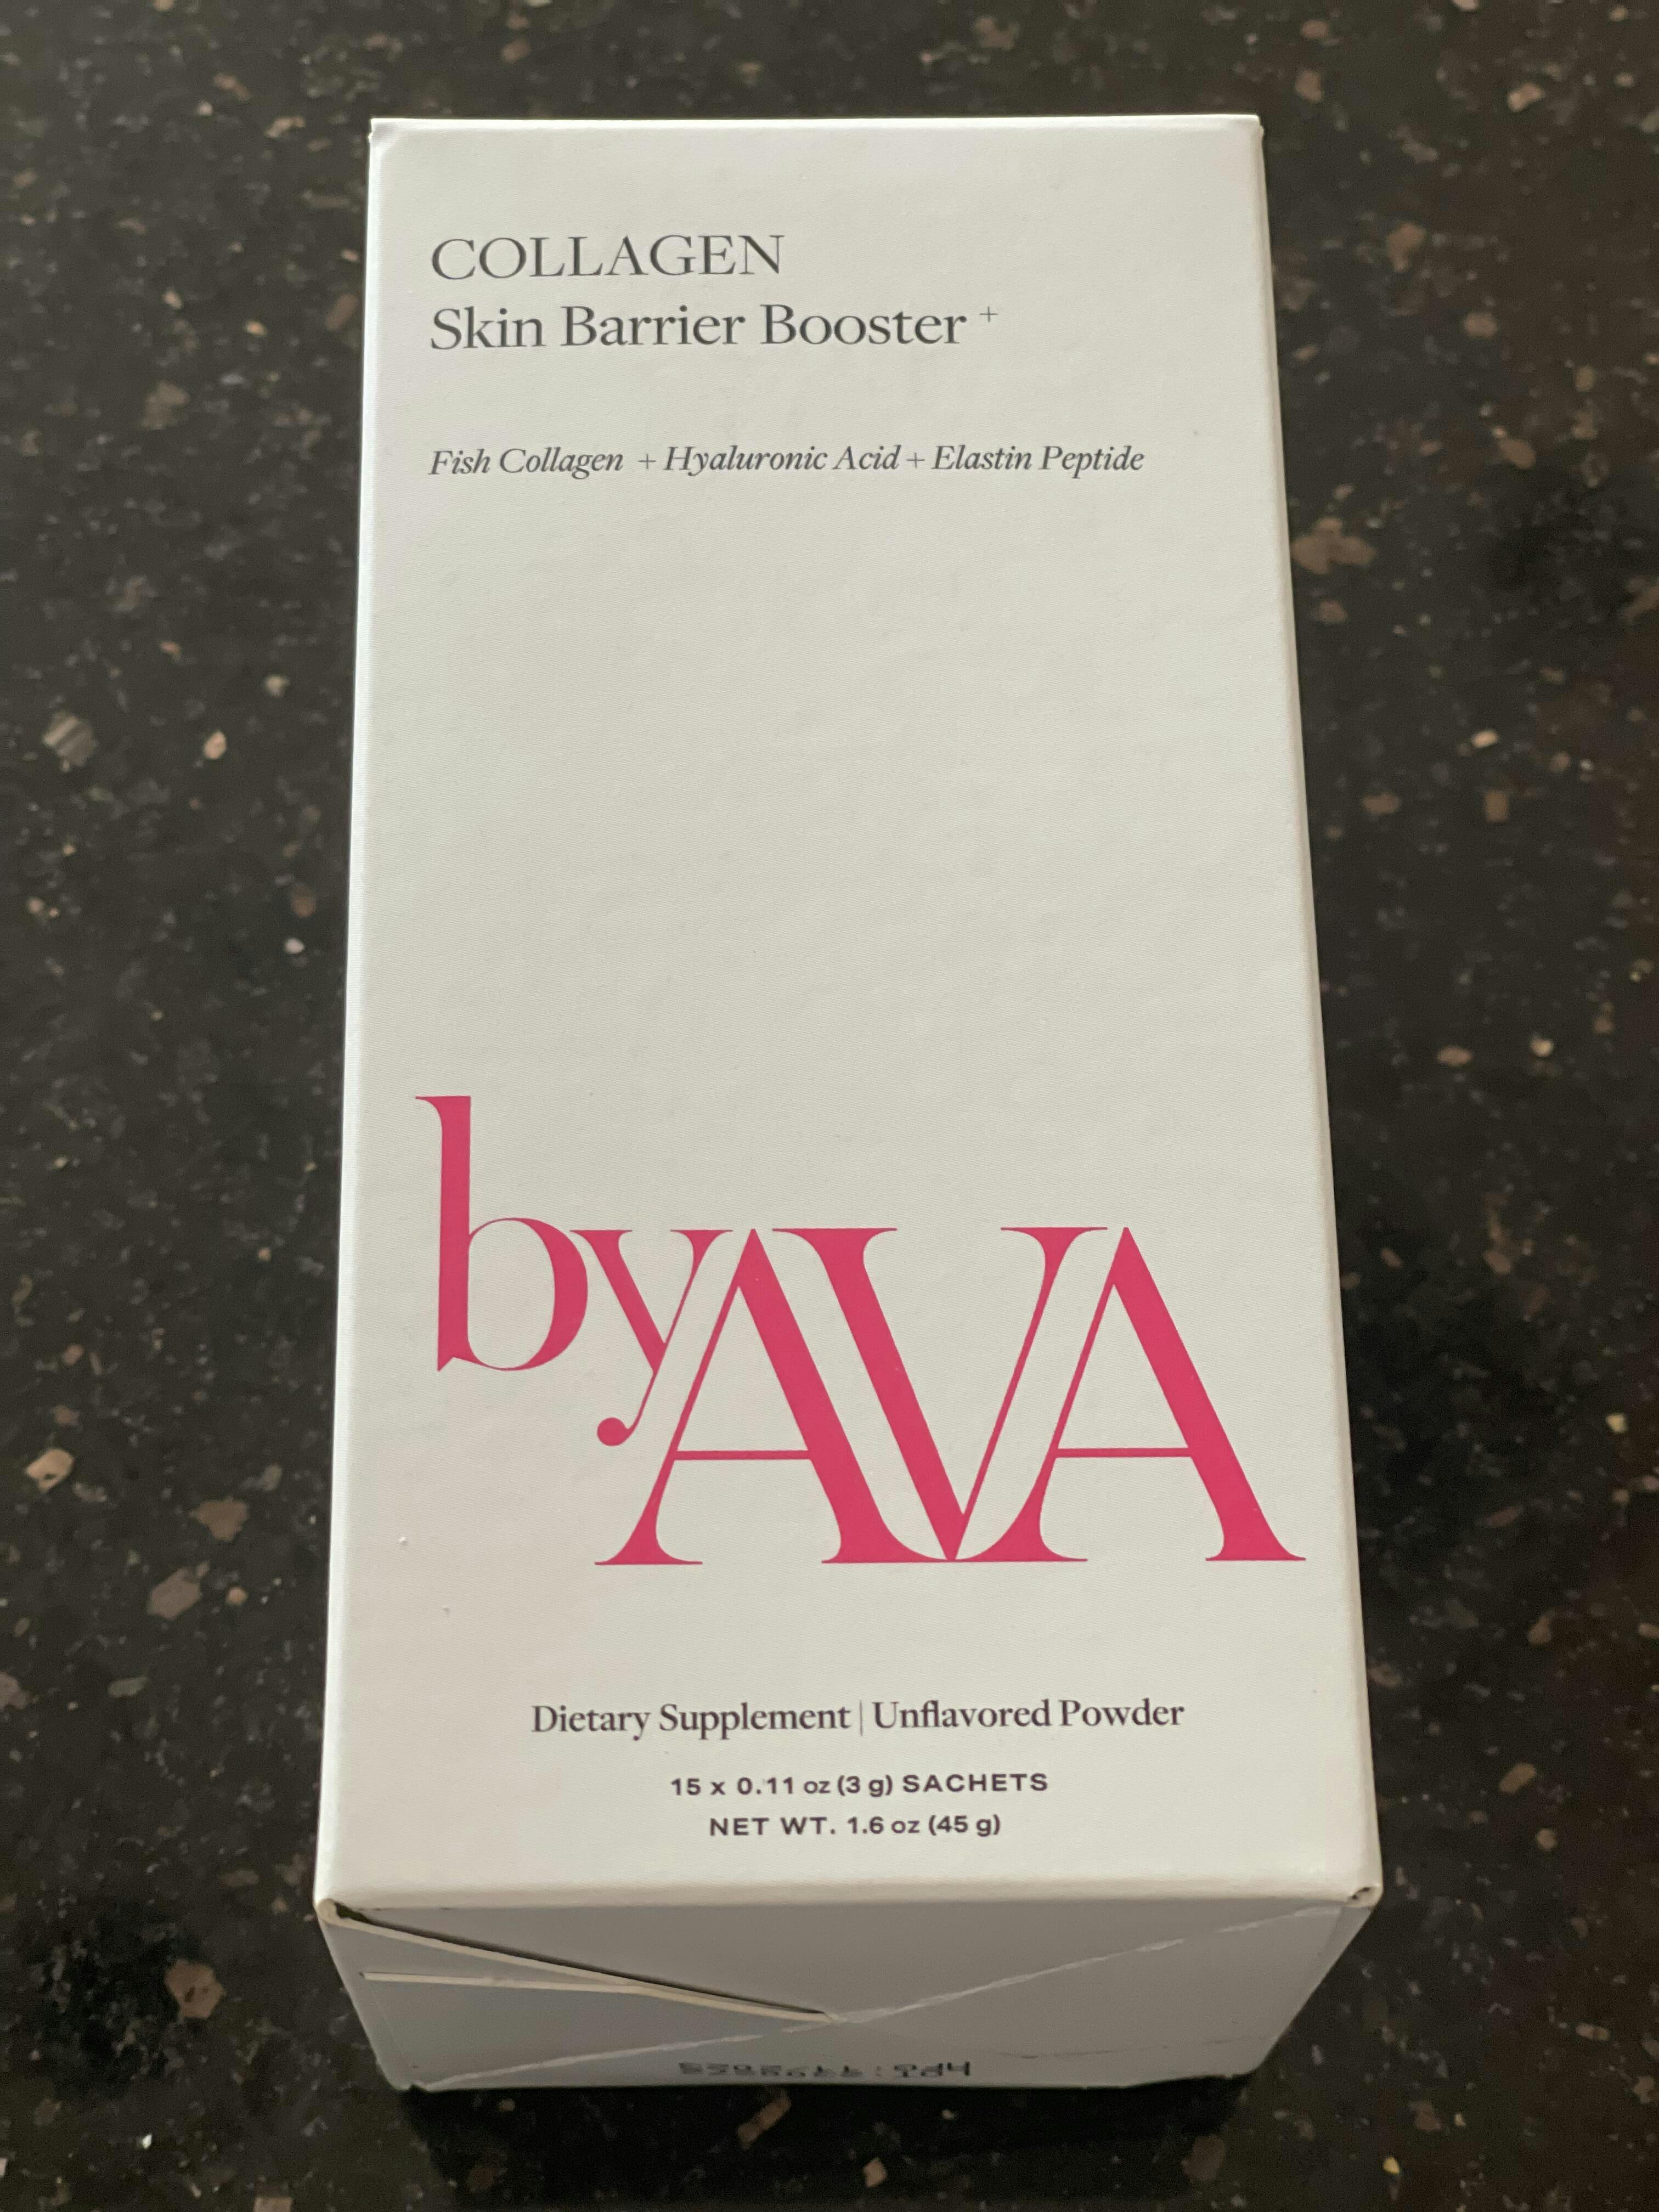 COLLAGEN
Skin Barrier Booster +
Fish Collagen + Hyaluronic Acid + Elastin Peptide
byAVA
Dietary Supplement | Unflavored Powder
15 x 0.11 oz (3 g) SACHETS
NET WT. 1.6 oz (45 g)